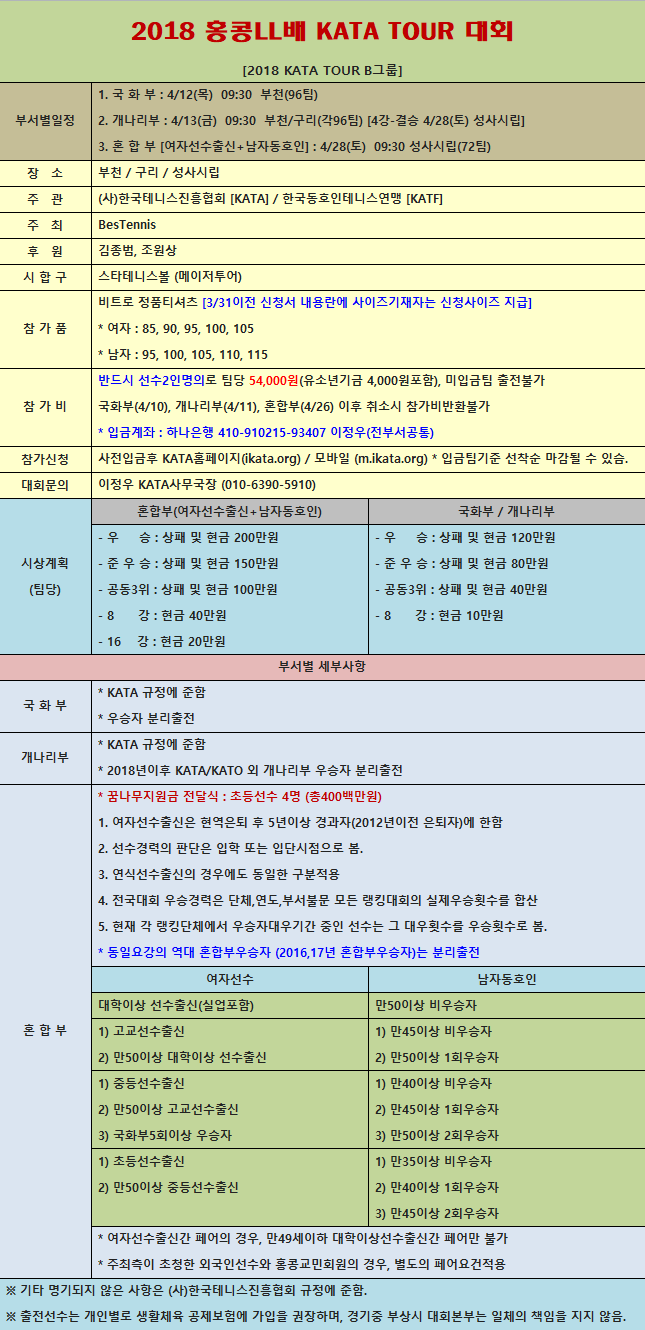 2018 홍콩LL배 KATA TOUR 대회
[2018 KATA TOUR B그룹]
부서별일정
1. 국 화 부 : 4/12(목) 09:30 부천(96팀)
2. 개나리부 : 4/13(금) 09:30 부천/구리(각96팀) [4강-결승 4/28(토) 성사시립]
3. 혼 합 부 [여자선수출신+남자동호인] : 4/28(토) 09:30 성사시립(72팀)
장 소
부천 / 구리 / 성사시립
주 관
(사)한국테니스진흥협회 [KATA] / 한국동호인테니스연맹 [KATF]
주 최
BesTennis
후 원
김종범, 조원상
시 합 구
스타테니스볼 (메이저투어)
참 가 품
비트로 정품티셔츠 [3/31이전 신청서 내용란에 사이즈기재자는 신청사이즈 지급]
* 여자 : 85, 90, 95, 100, 105
* 남자 : 95, 100, 105, 110, 115
참 가 비
반드시 선수2인명의로 팀당 54,000원(유소년기금 4,000원포함), 미입금팀 출전불가
국화부(4/10), 개나리부(4/11), 혼합부(4/26) 이후 취소시 참가비반환불가
* 입금계좌 : 하나은행 410-910215-93407 이정우(전부서공통)
참가신청
사전입금후 KATA홈페이지(ikata.org) / 모바일 (m.ikata.org) * 입금팀기준 선착순 마감될 수 있슴.
대회문의
이정우 KATA사무국장 (010-6390-5910)
시상계획
(팀당)
혼합부(여자선수출신+남자동호인)
- 우 승 : 상패 및 현금 200만원
- 준 우 승 : 상패 및 현금 150만원
- 공동3위 : 상패 및 현금 100만원
- 8 강 : 현금 40만원
- 16 강 : 현금 20만원
국화부 / 개나리부
- 우 승 : 상패 및 현금 120만원
- 준 우 승 : 상패 및 현금 80만원
- 공동3위 : 상패 및 현금 40만원
- 8 강 : 현금 10만원
부서별 세부사항
국 화 부
* KATA 규정에 준함
* 우승자 분리출전
개나리부
* KATA 규정에 준함
* 2018년이후 KATA/KATO 외 개나리부 우승자 분리출전
혼 합 부
* 꿈나무지원금 전달식 : 초등선수 4명 (총400백만원)
1. 여자선수출신은 현역은퇴 후 5년이상 경과자(2012년이전 은퇴자)에 한함
2. 선수경력의 판단은 입학 또는 입단시점으로 봄.
3. 연식선수출신의 경우에도 동일한 구분적용
4. 전국대회 우승경력은 단체,연도,부서불문 모든 랭킹대회의 실제우승횟수를 합산
5. 현재 각 랭킹단체에서 우승자대우기간 중인 선수는 그 대우횟수를 우승횟수로 봄.
* 동일요강의 역대 혼합부우승자 (2016,17년 혼합부우승자)는 분리출전
여자선수
남자동호인
대학이상 선수출신(실업포함)
만50이상 비우승자
1) 고교선수출신
2) 만50이상 대학이상 선수출신
1) 만45이상 비우승자
2) 만50이상 1회우승자
1) 중등선수출신
2) 만50이상 고교선수출신
3) 국화부5회이상 우승자
1) 만40이상 비우승자
2) 만45이상 1회우승자
3) 만50이상 2회우승자
1) 초등선수출신
2) 만50이상 중등선수출신
1) 만35이상 비우승자
2) 만40이상 1회우승자
3) 만45이상 2회우승자
* 여자선수출신간 페어의 경우, 만49세이하 대학이상선수출신간 페어만 불가
* 주최측이 초청한 외국인선수와 홍콩교민회원의 경우, 별도의 페어요건적용
※ 기타 명기되지 않은 사항은 (사)한국테니스진흥협회 규정에 준함.
※ 출전선수는 개인별로 생활체육 공제보험에 가입을 권장하며, 경기중 부상시 대회본부는 일체의 책임을 지지 않음.